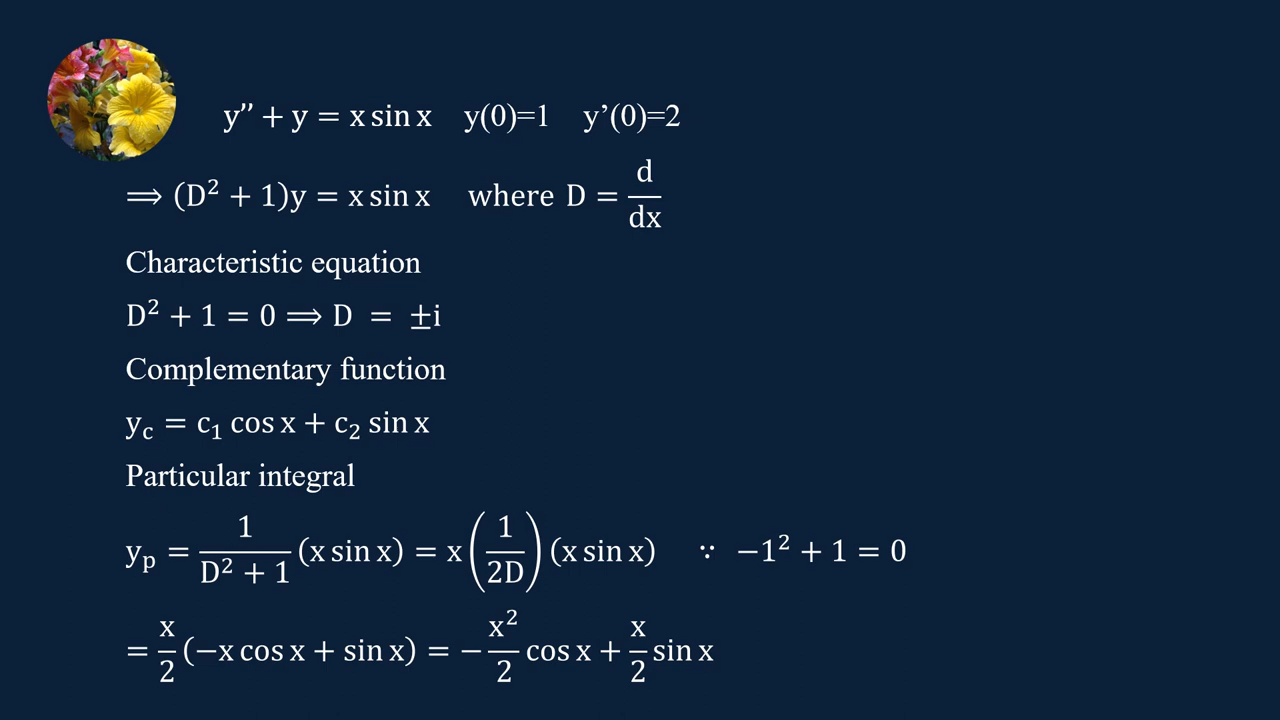 y” + y = x sin x y(0)=1 y’(0)=2
⟹ (D² + 1)y = x sin x where D = d/dx
Characteristic equation
D² + 1 = 0 ⟹ D = ±i
Complementary function
y_c = c₁ cos x + c₂ sin x
Particular integral
y_p = 1/(D² + 1) (x sin x) = x(1/2D)(x sin x) ∵ −1² + 1 = 0
= x/2 (−x cos x + sin x) = − x²/2 cos x + x/2 sin x